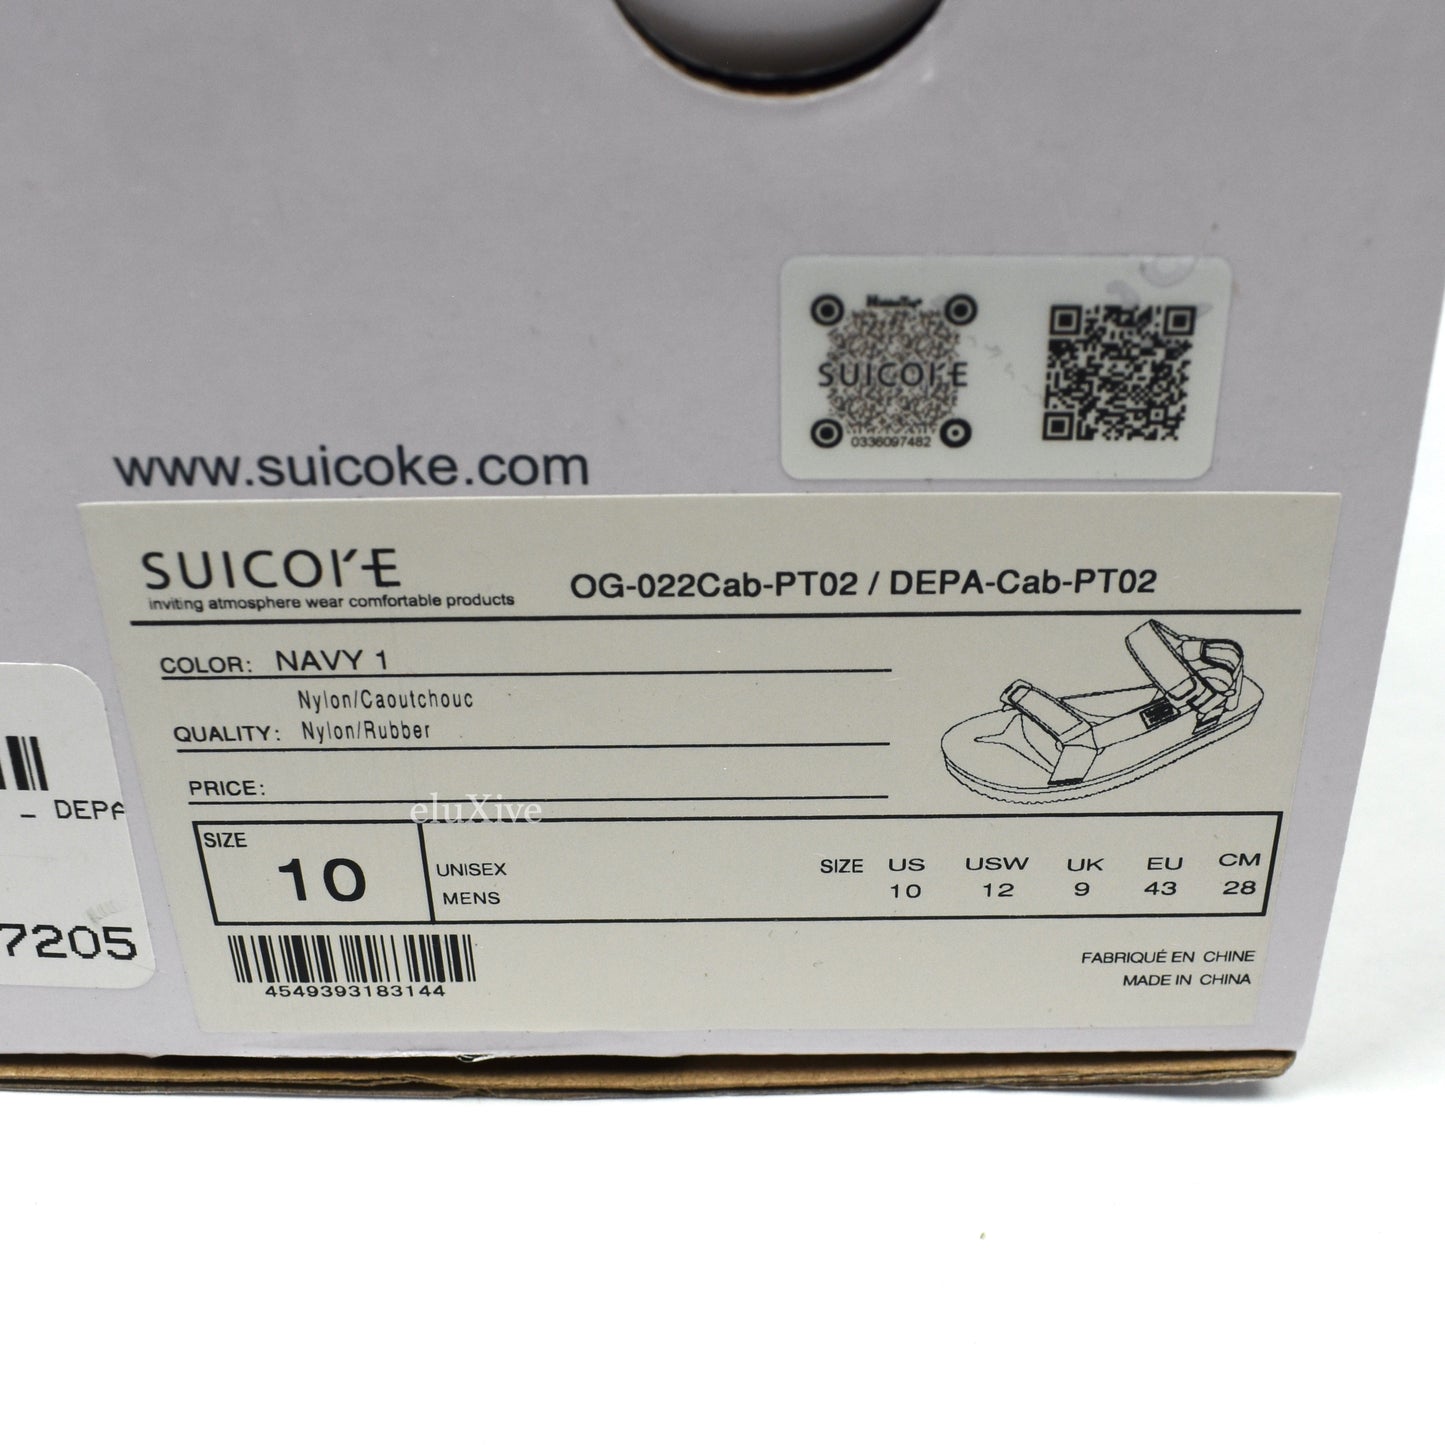 SUICOKE
0336097482
www.suicoke.com
SUICOKE
inviting atmosphere wear comfortable products
OG-022Cab-PT02 / DEPA-Cab-PT02
COLOR: NAVY 1
Nylon/Caoutchouc
QUALITY: Nylon/Rubber
PRICE:
eluXive
SIZE
10
UNISEX
MENS
SIZE US USW UK EU CM
10 12 9 43 28
4549393183144
FABRIQUÉ EN CHINE
MADE IN CHINA
_ DEPA
7205